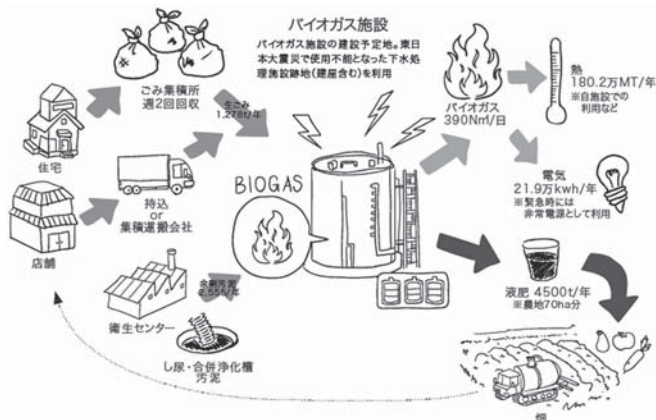 バイオガス施設
バイオガス施設の建設予定地。東日
本大震災で使用不能となった下水処
理施設跡地(建屋含む)を利用
ごみ集積所
週2回回収
生ごみ
1,278t/年
バイオガス
390N㎥/日
熱
180.2万MT/年
※自施設での
利用など
住宅
持込
or
集積運搬会社
店舗
BIOGAS
電気
21.9万kwh/年
※緊急時には
非常電源として利用
余剰汚泥
2,555t/年
衛生センター
し尿・合併浄化槽
汚泥
液肥 4500t/年
※農地70ha分
畑